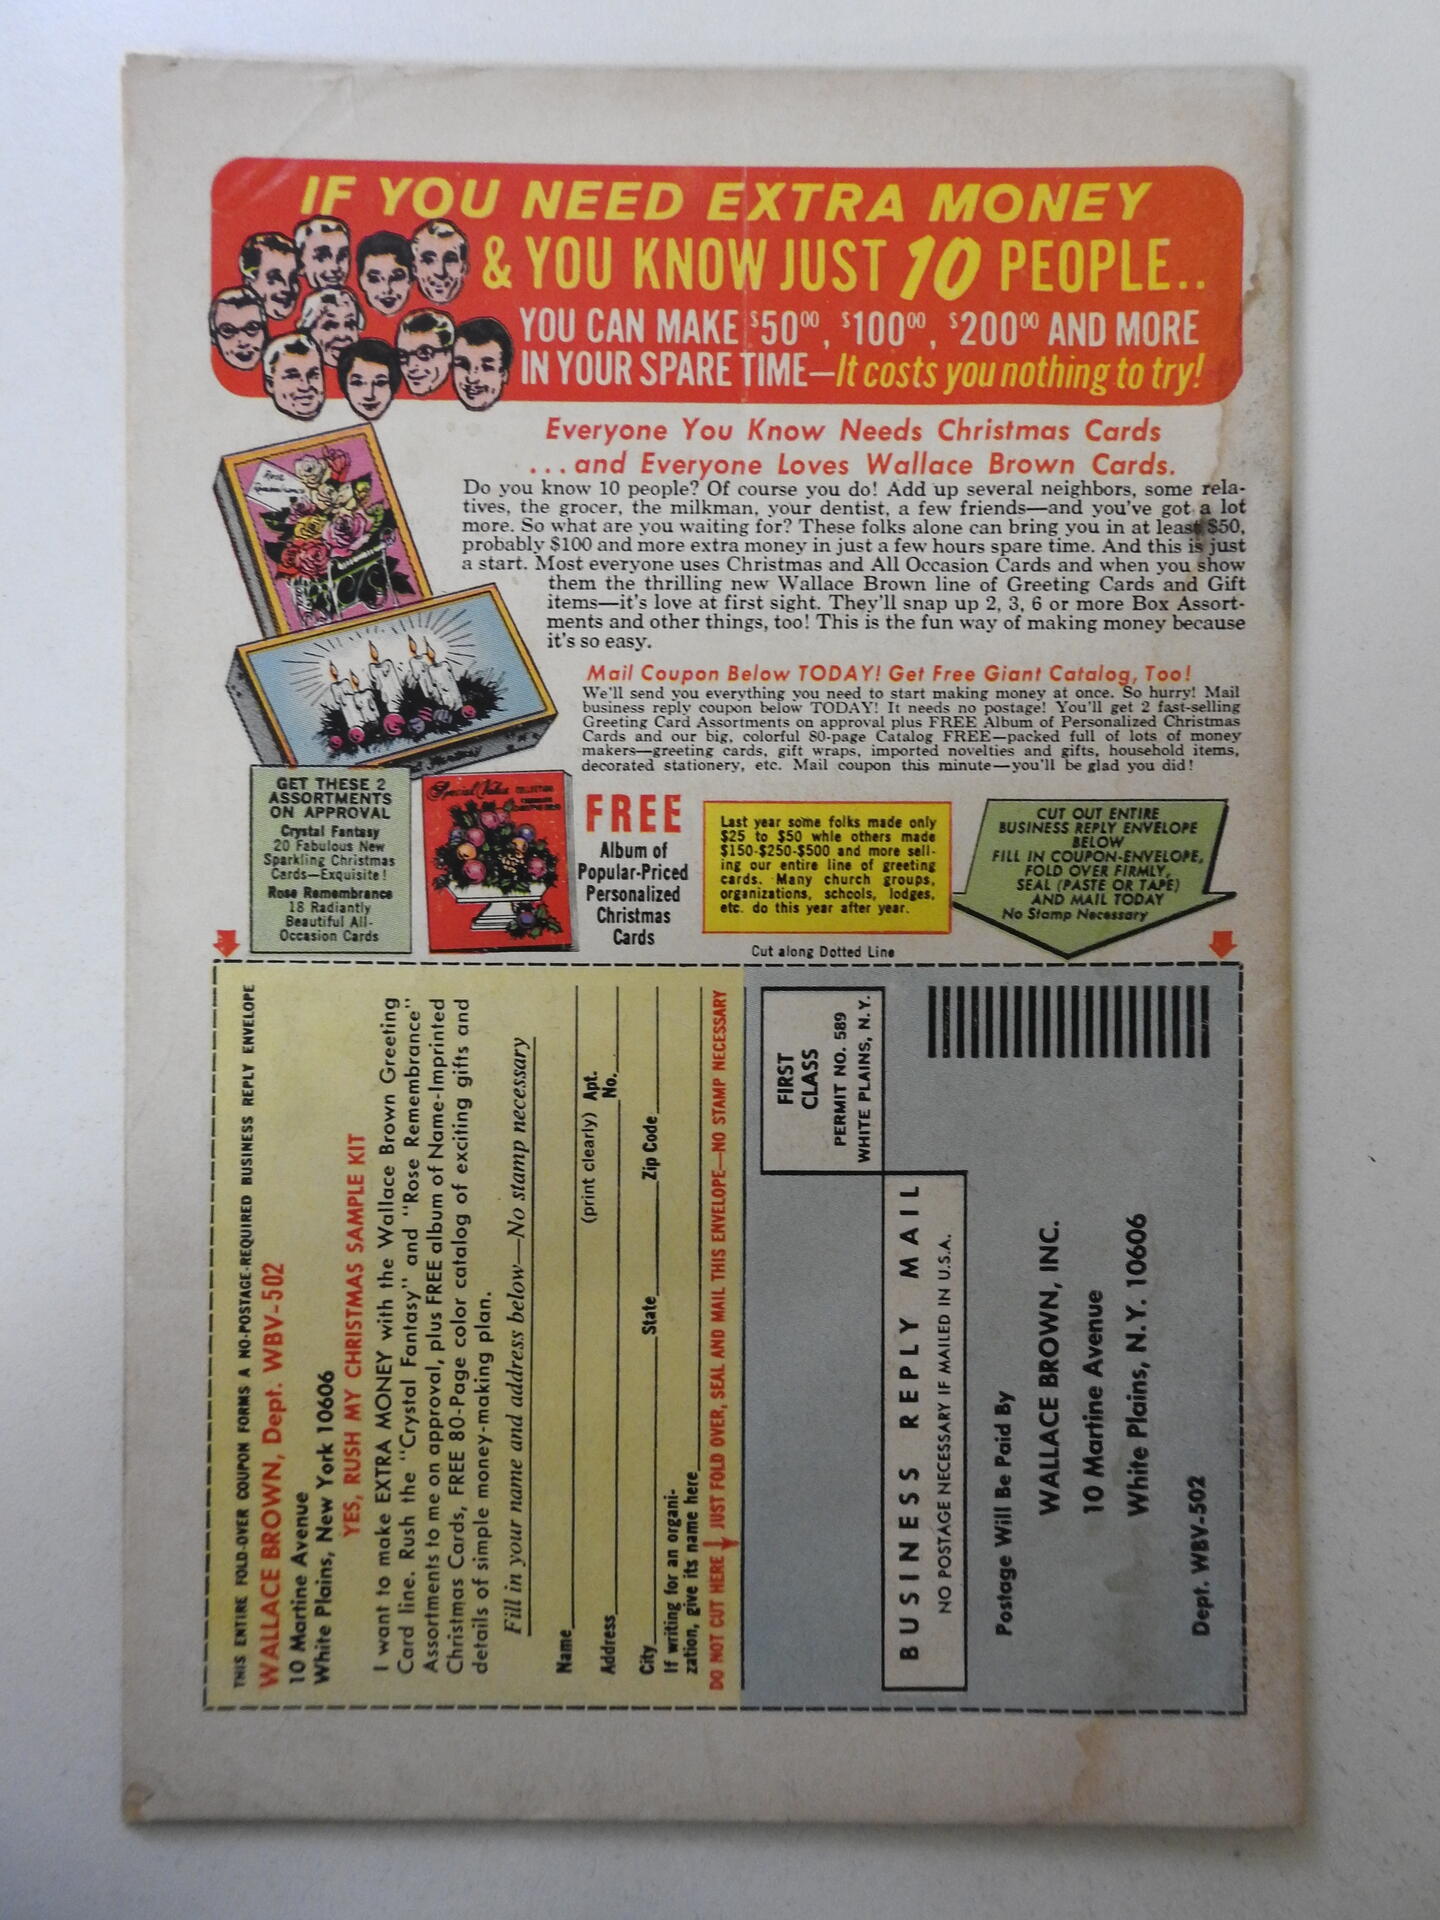 IF YOU NEED EXTRA MONEY
& YOU KNOW JUST 10 PEOPLE..
YOU CAN MAKE $50.00, $100.00, $200.00 AND MORE
IN YOUR SPARE TIME—It costs you nothing to try!
Everyone You Know Needs Christmas Cards
...and Everyone Loves Wallace Brown Cards.
Do you know 10 people? Of course you do! Add up several neighbors, some rela-
tives, the grocer, the milkman, your dentist, a few friends—and you've got a lot
more. So what are you waiting for? These folks alone can bring you in at least $50,
probably $100 and more extra money in just a few hours spare time. And this is just
a start. Most everyone uses Christmas and All Occasion Cards and when you show
them the thrilling new Wallace Brown line of Greeting Cards and Gift
items—it's love at first sight. They'll snap up 2, 3, 6 or more Box Assort-
ments and other things, too! This is the fun way of making money because
it's so easy.
Mail Coupon Below TODAY! Get Free Giant Catalog, Too!
We'll send you everything you need to start making money at once. So hurry! Mail
business reply coupon below TODAY! It needs no postage! You'll get 2 fast-selling
Greeting Card Assortments on approval plus FREE Album of Personalized Christmas
Cards and our big, colorful 80-page Catalog FREE—packed full of lots of money
makers—greeting cards, gift wraps, imported novelties and gifts, household items,
decorated stationery, etc. Mail coupon this minute—you'll be glad you did!
GET THESE 2
ASSORTMENTS
ON APPROVAL
Crystal Fantasy
20 Fabulous New
Sparkling Christmas
Cards—Exquisite!
Rose Remembrance
18 Radiantly
Beautiful All-
Occasion Cards
Special Value
COLLECTION
FREE
Album of
Popular-Priced
Personalized
Christmas
Cards
Last year some folks made only
$25 to $50 whle others made
$150-$250-$500 and more sell-
ing our entire line of greeting
cards. Many church groups,
organizations, schools, lodges,
etc. do this year after year.
CUT OUT ENTIRE
BUSINESS REPLY ENVELOPE
BELOW
FILL IN COUPON-ENVELOPE,
FOLD OVER FIRMLY,
SEAL (PASTE OR TAPE)
AND MAIL TODAY
No Stamp Necessary
Cut along Dotted Line
THIS ENTIRE FOLD-OVER COUPON FORMS A NO-POSTAGE-REQUIRED BUSINESS REPLY ENVELOPE
WALLACE BROWN, Dept. WBV-502
10 Martine Avenue
White Plains, New York 10606
YES, RUSH MY CHRISTMAS SAMPLE KIT
I want to make EXTRA MONEY with the Wallace Brown Greeting
Card line. Rush the "Crystal Fantasy" and "Rose Remembrance"
Assortments to me on approval, plus FREE album of Name-Imprinted
Christmas Cards, FREE 80-Page color catalog of exciting gifts and
details of simple money-making plan.
Fill in your name and address below—No stamp necessary
Name
(print clearly)
Address Apt. No.
City State Zip Code
If writing for an organi-
zation, give its name here
DO NOT CUT HERE JUST FOLD OVER, SEAL AND MAIL THIS ENVELOPE—NO STAMP NECESSARY
FIRST
CLASS
PERMIT NO. 589
WHITE PLAINS, N.Y.
BUSINESS REPLY MAIL
NO POSTAGE NECESSARY IF MAILED IN U.S.A.
Postage Will Be Paid By
WALLACE BROWN, INC.
10 Martine Avenue
White Plains, N.Y. 10606
Dept. WBV-502